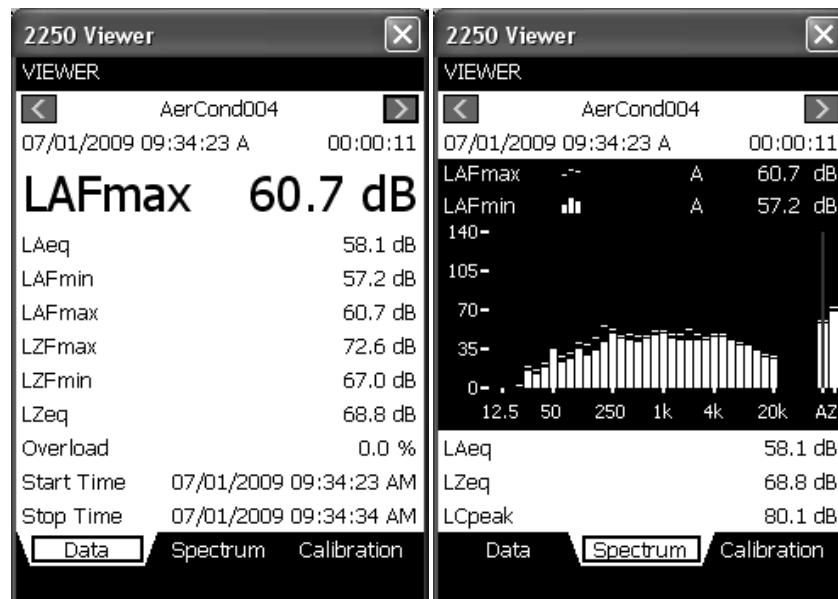 2250 Viewer
VIEWER
AerCond004
07/01/2009 09:34:23 A 00:00:11
LAFmax 60.7 dB
LAeq 58.1 dB
LAFmin 57.2 dB
LAFmax 60.7 dB
LZFmax 72.6 dB
LZFmin 67.0 dB
LZeq 68.8 dB
Overload 0.0 %
Start Time 07/01/2009 09:34:23 AM
Stop Time 07/01/2009 09:34:34 AM
Data Spectrum Calibration
2250 Viewer
VIEWER
AerCond004
07/01/2009 09:34:23 A 00:00:11
LAFmax A 60.7 dB
LAFmin A 57.2 dB
140
105
70
35
0
12.5 50 250 1k 4k 20k AZ
LAeq 58.1 dB
LZeq 68.8 dB
LCpeak 80.1 dB
Data Spectrum Calibration